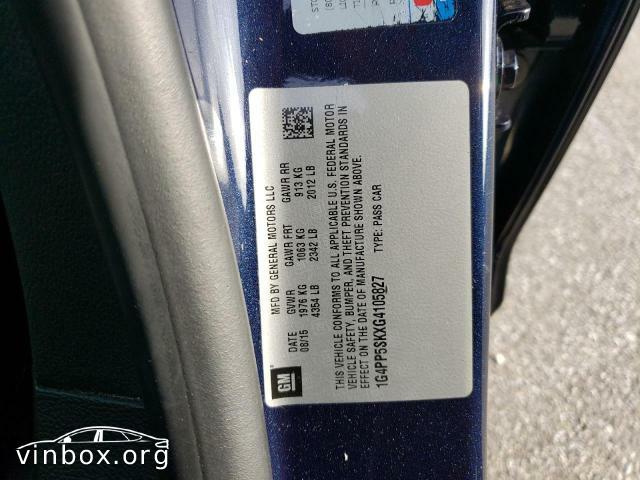 MFD BY GENERAL MOTORS LLC
DATE GVWR GAWR FRT GAWR RR
08/15 1976 KG 1063 KG 913 KG
4354 LB 2342 LB 2012 LB
GM
THIS VEHICLE CONFORMS TO ALL APPLICABLE U.S. FEDERAL MOTOR
VEHICLE SAFETY, BUMPER, AND THEFT PREVENTION STANDARDS IN
EFFECT ON THE DATE OF MANUFACTURE SHOWN ABOVE.
1G4PP5SKXG4105827 TYPE: PASS CAR
vinbox.org